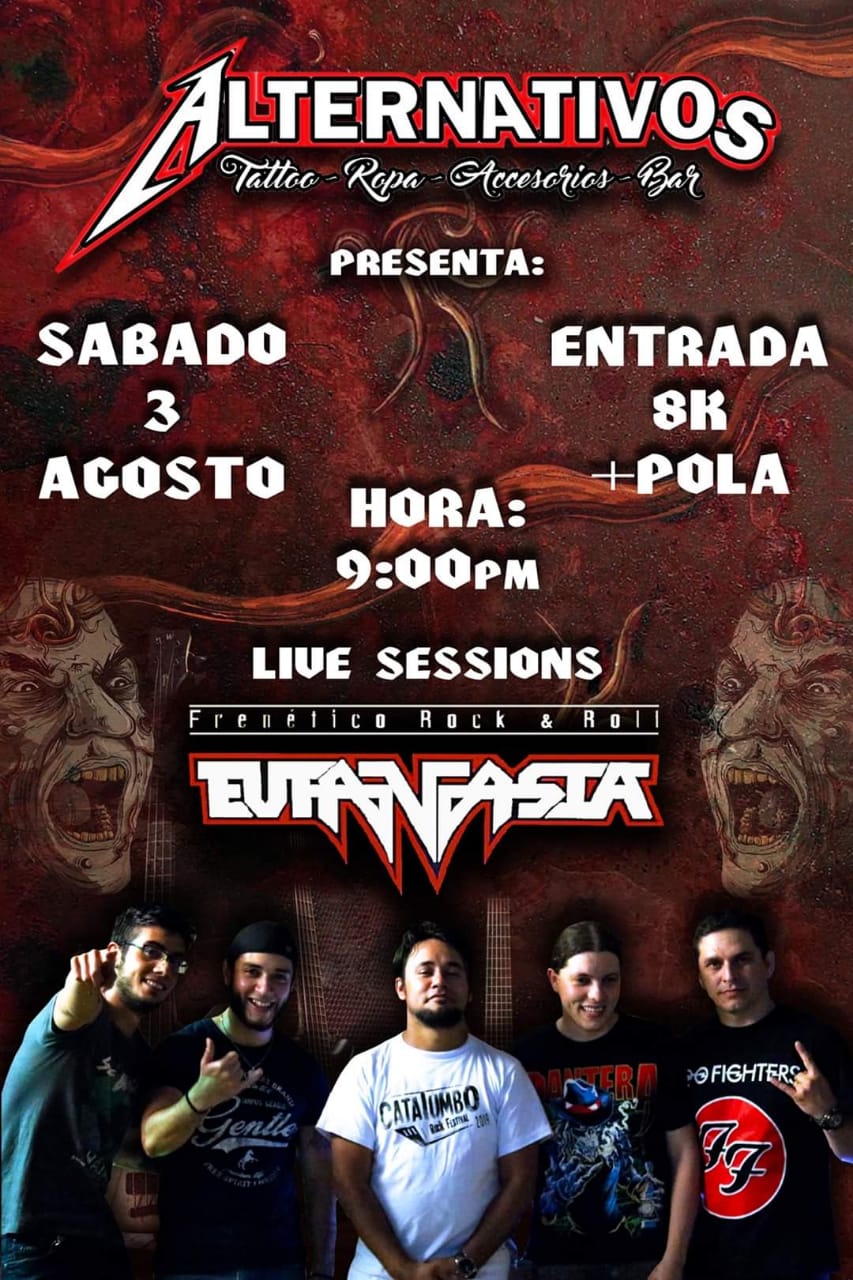 ALTERNATIVOS
Tattoo - Ropa - Accesorios - Bar
PRESENTA:
SABADO
3
AGOSTO
ENTRADA
8K
+POLA
HORA:
9:00PM
LIVE SESSIONS
Frenético Rock & Roll
EUTANASIA
CATATUMBO
Rock Festival 2019
Gentle
PANTERA
FIGHTERS
FF